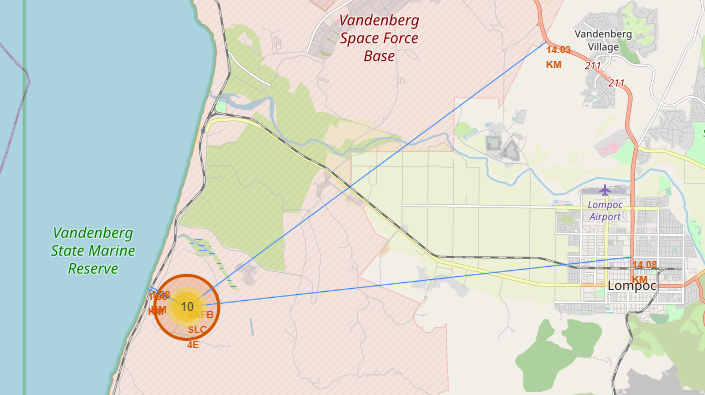 Vandenberg
Space Force
Base
Vandenberg
Village
14.03
KM
211
211
Lompoc
Airport
Vandenberg
State Marine
Reserve
14.08
KM
Lompoc
10
VAFB
SLC
4E